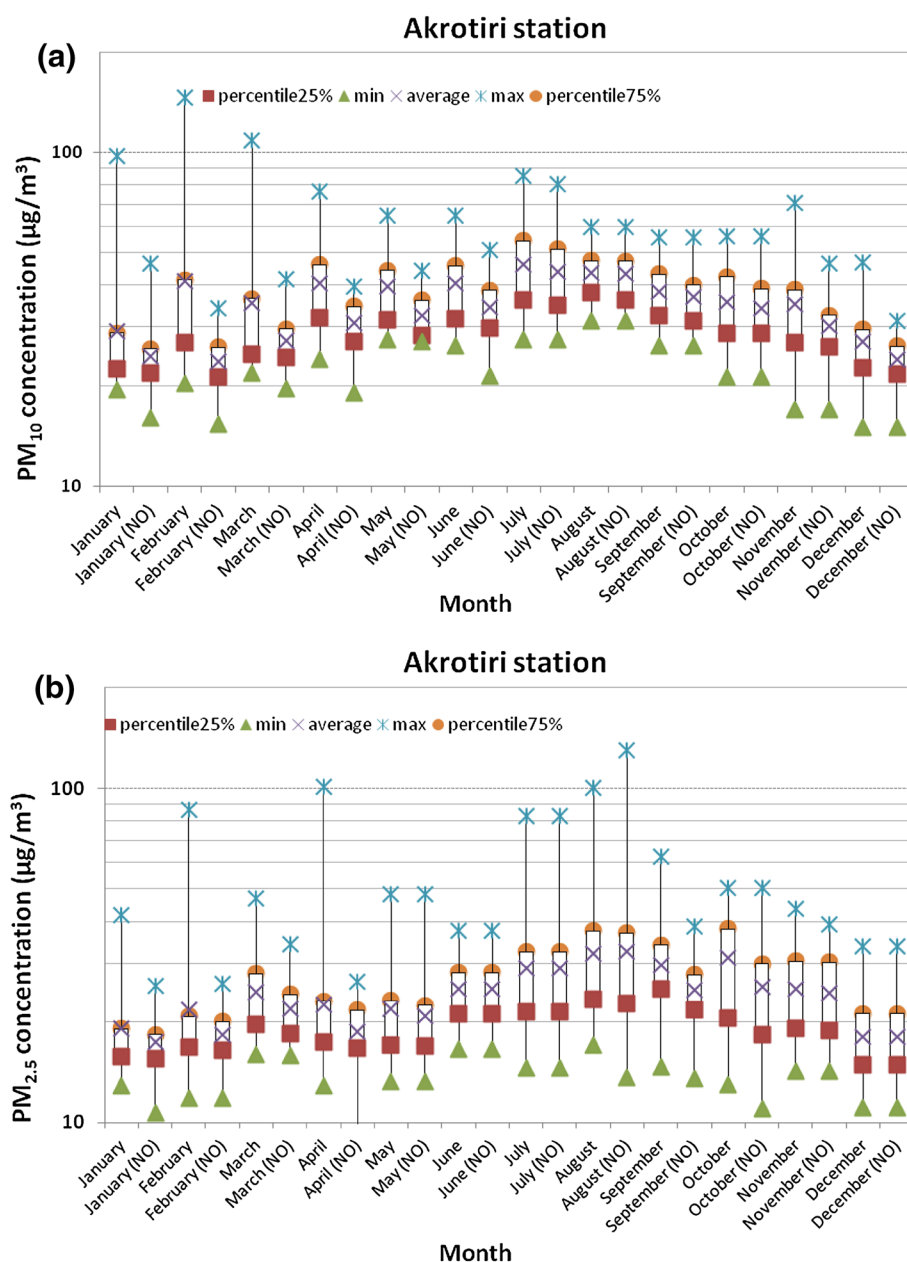 Akrotiri station
(a)
percentile25% min average max percentile75%
100
10
PM10 concentration (µg/m³)
January
January (NO)
February
February (NO)
March
March (NO)
April
April (NO)
May
May (NO)
June
June (NO)
July
July (NO)
August
August (NO)
September
September (NO)
October
October (NO)
November
November (NO)
December
December (NO)
Month
Akrotiri station
(b)
percentile25% min average max percentile75%
100
10
PM2.5 concentration (µg/m³)
January
January (NO)
February
February (NO)
March
March (NO)
April
April (NO)
May
May (NO)
June
June (NO)
July
July (NO)
August
August (NO)
September
September (NO)
October
October (NO)
November
November (NO)
December
December (NO)
Month